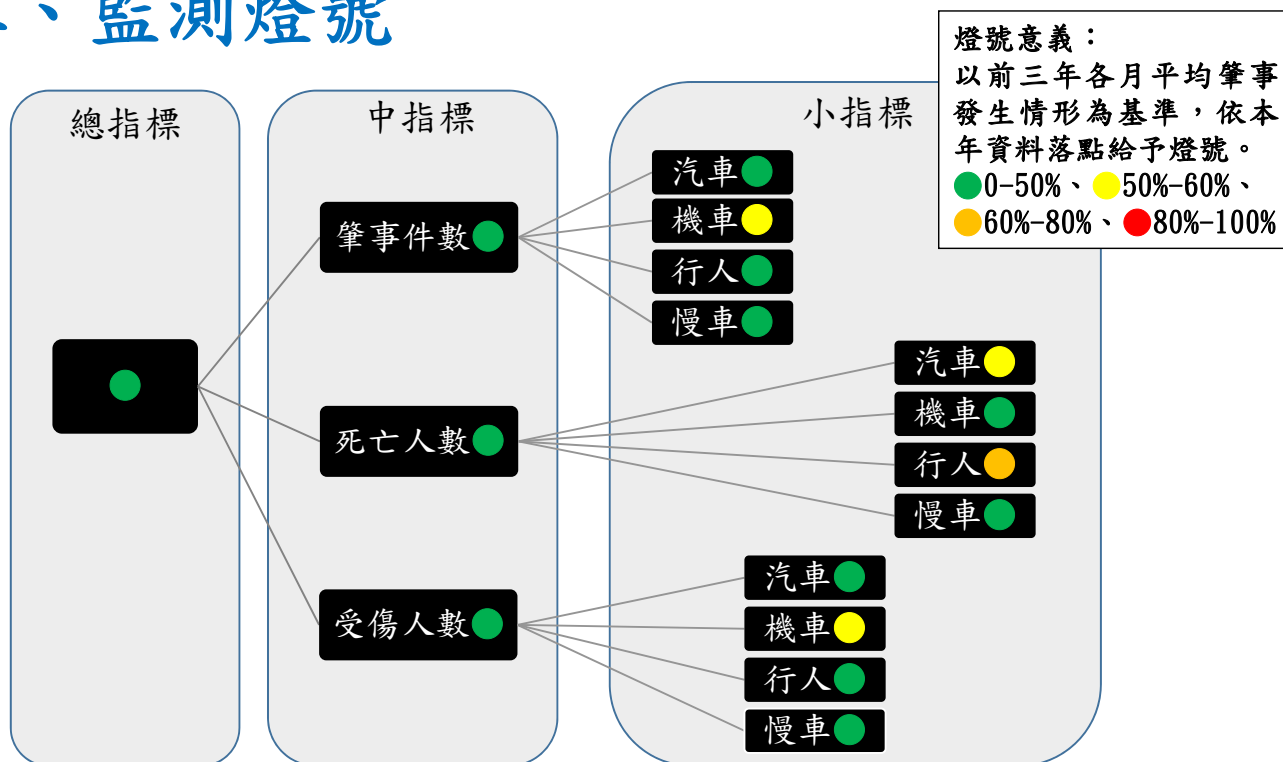 、監測燈號
燈號意義：
以前三年各月平均肇事
發生情形為基準，依本
年資料落點給予燈號。
0-50%、50%-60%、
60%-80%、80%-100%
總指標
中指標
小指標
肇事件數
汽車
機車
行人
慢車
死亡人數
汽車
機車
行人
慢車
受傷人數
汽車
機車
行人
慢車